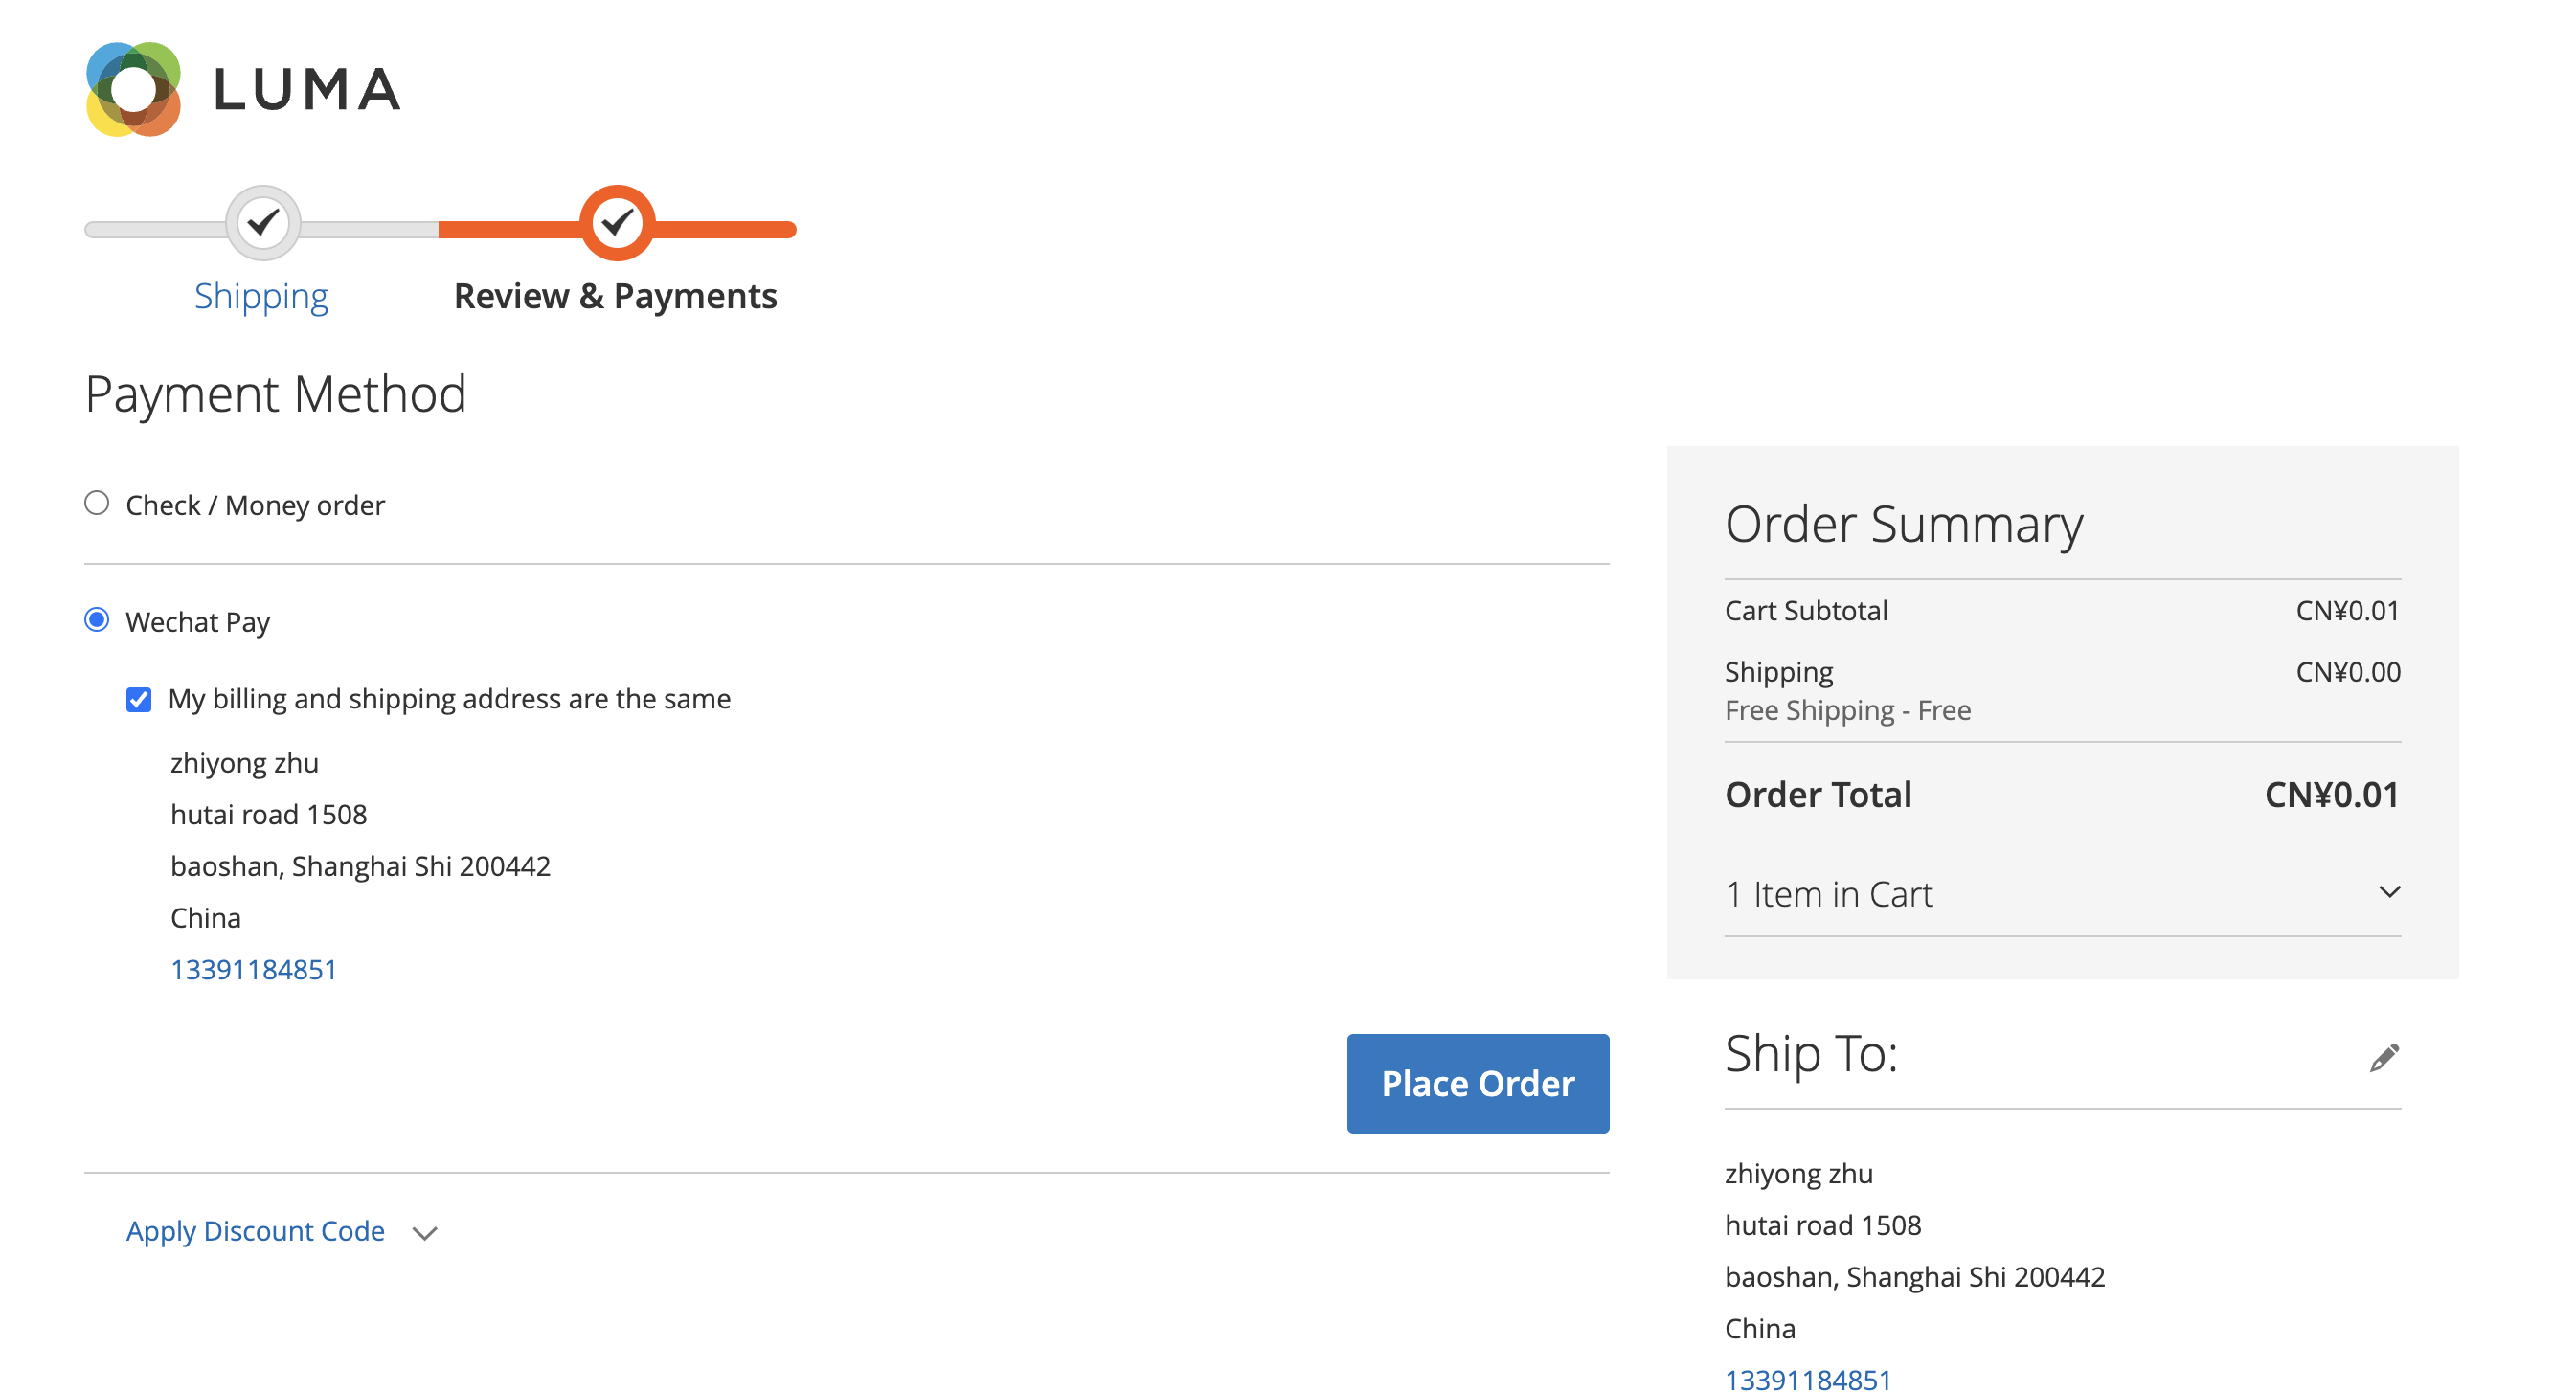 LUMA
Shipping
Review & Payments
Payment Method
Check / Money order
Wechat Pay
My billing and shipping address are the same
zhiyong zhu
hutai road 1508
baoshan, Shanghai Shi 200442
China
13391184851
Place Order
Apply Discount Code
Order Summary
Cart Subtotal CN¥0.01
Shipping CN¥0.00
Free Shipping - Free
Order Total CN¥0.01
1 Item in Cart
Ship To:
zhiyong zhu
hutai road 1508
baoshan, Shanghai Shi 200442
China
13391184851